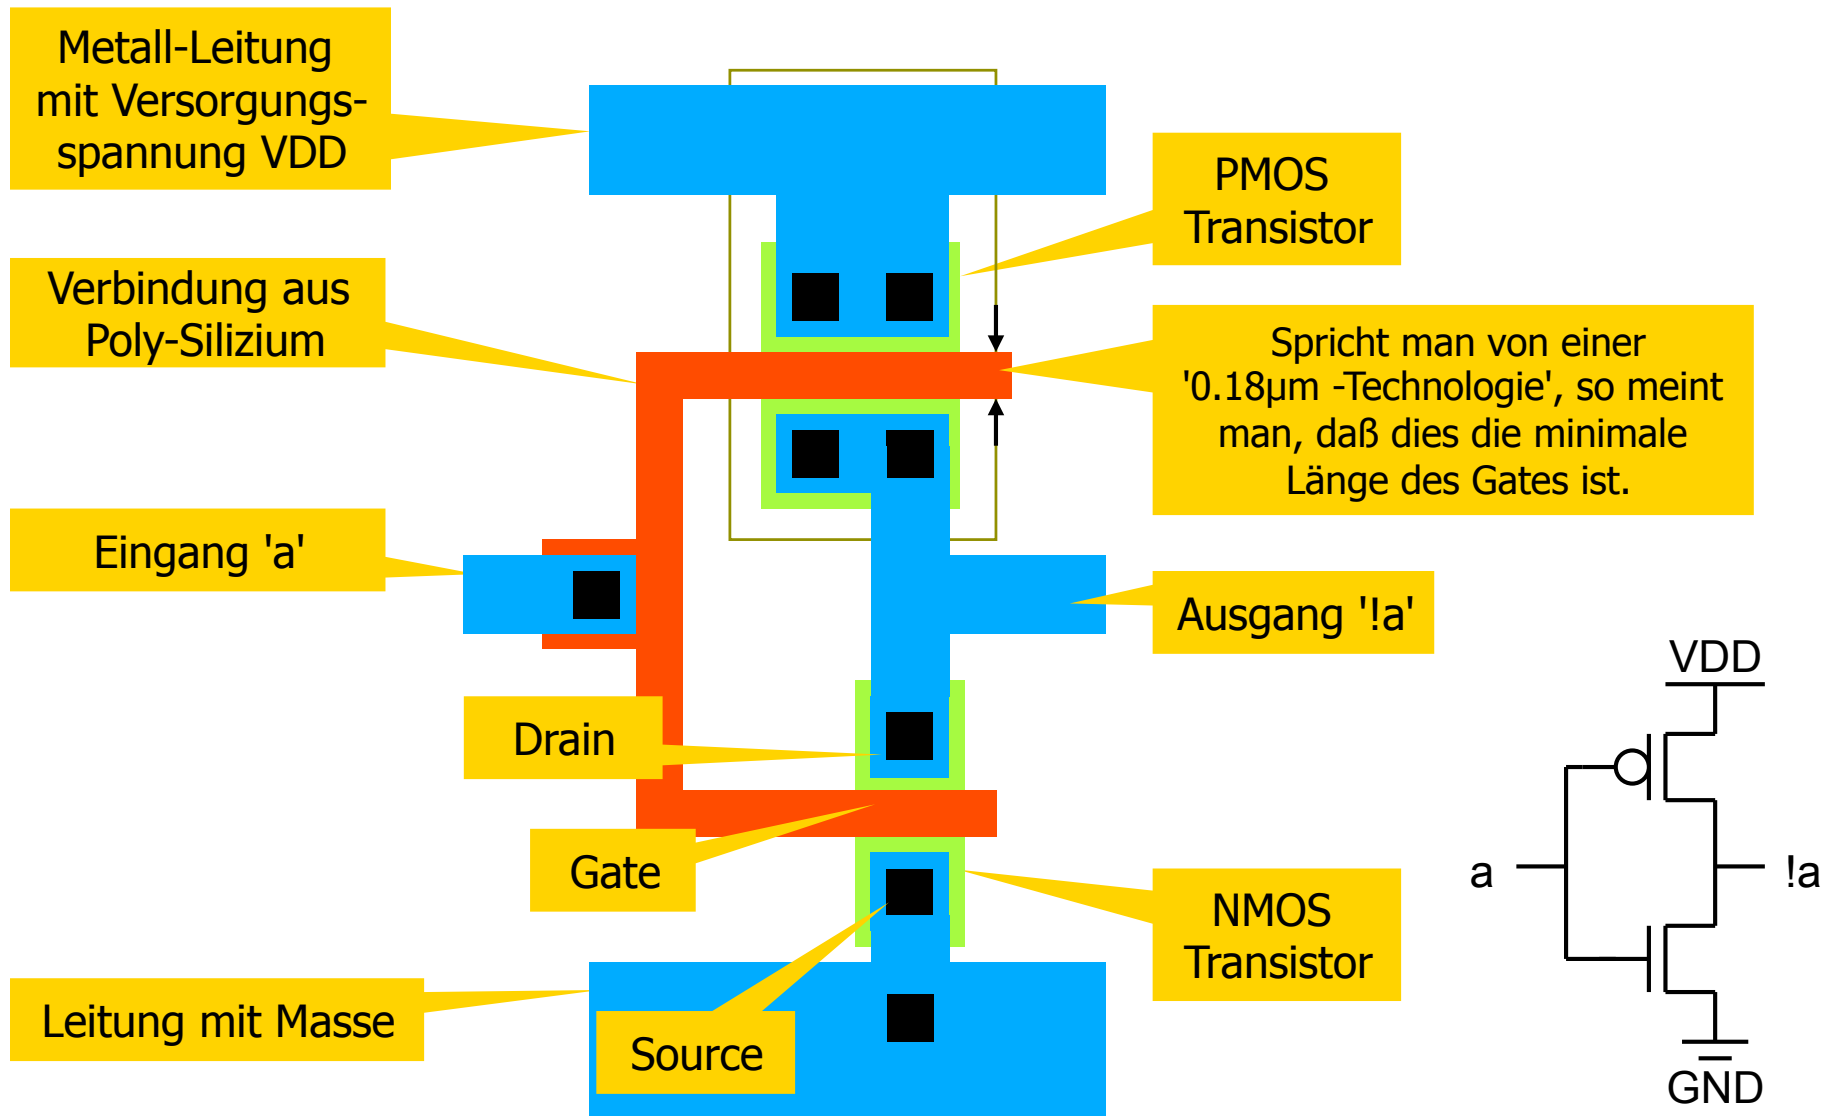 Metall-Leitung
mit Versorgungs-
spannung VDD
PMOS
Transistor
Verbindung aus
Poly-Silizium
Spricht man von einer
'0.18µm -Technologie', so meint
man, daß dies die minimale
Länge des Gates ist.
Eingang 'a'
Ausgang '!a'
Drain
Gate
NMOS
Transistor
Leitung mit Masse
Source
VDD
a
!a
GND